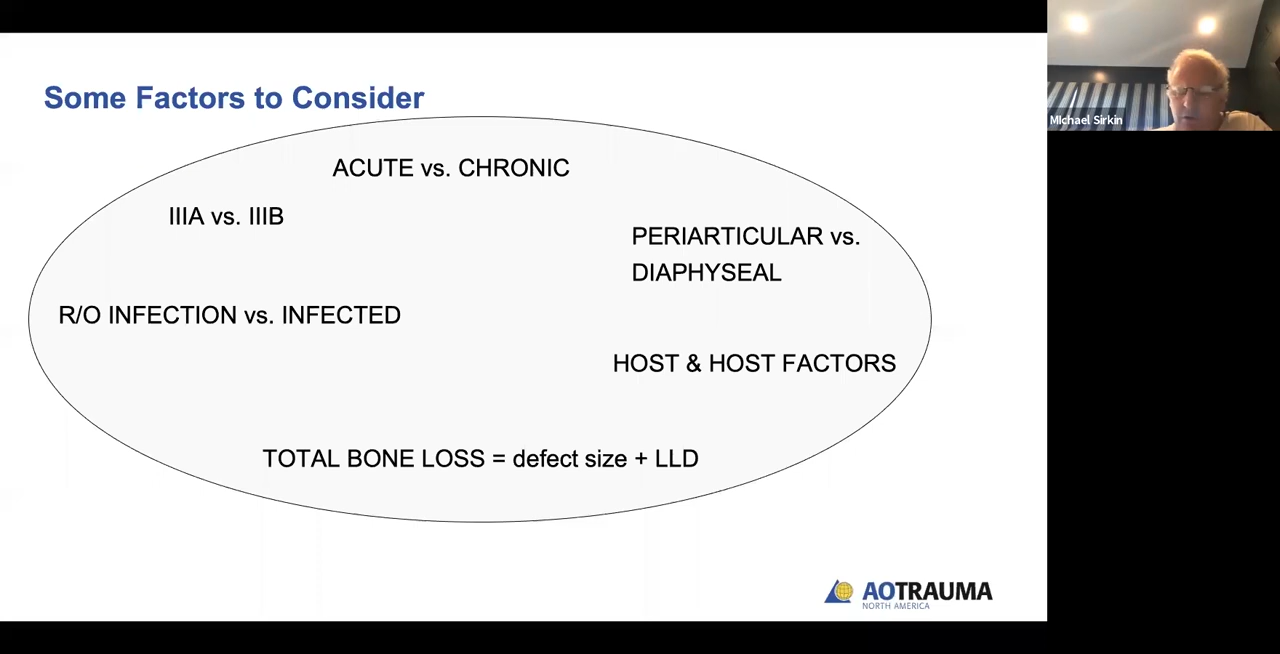 Some Factors to Consider
ACUTE vs. CHRONIC
IIIA vs. IIIB
PERIARTICULAR vs.
DIAPHYSEAL
R/O INFECTION vs. INFECTED
HOST & HOST FACTORS
TOTAL BONE LOSS = defect size + LLD
AOTRAUMA
NORTH AMERICA
MIchael Sirkin